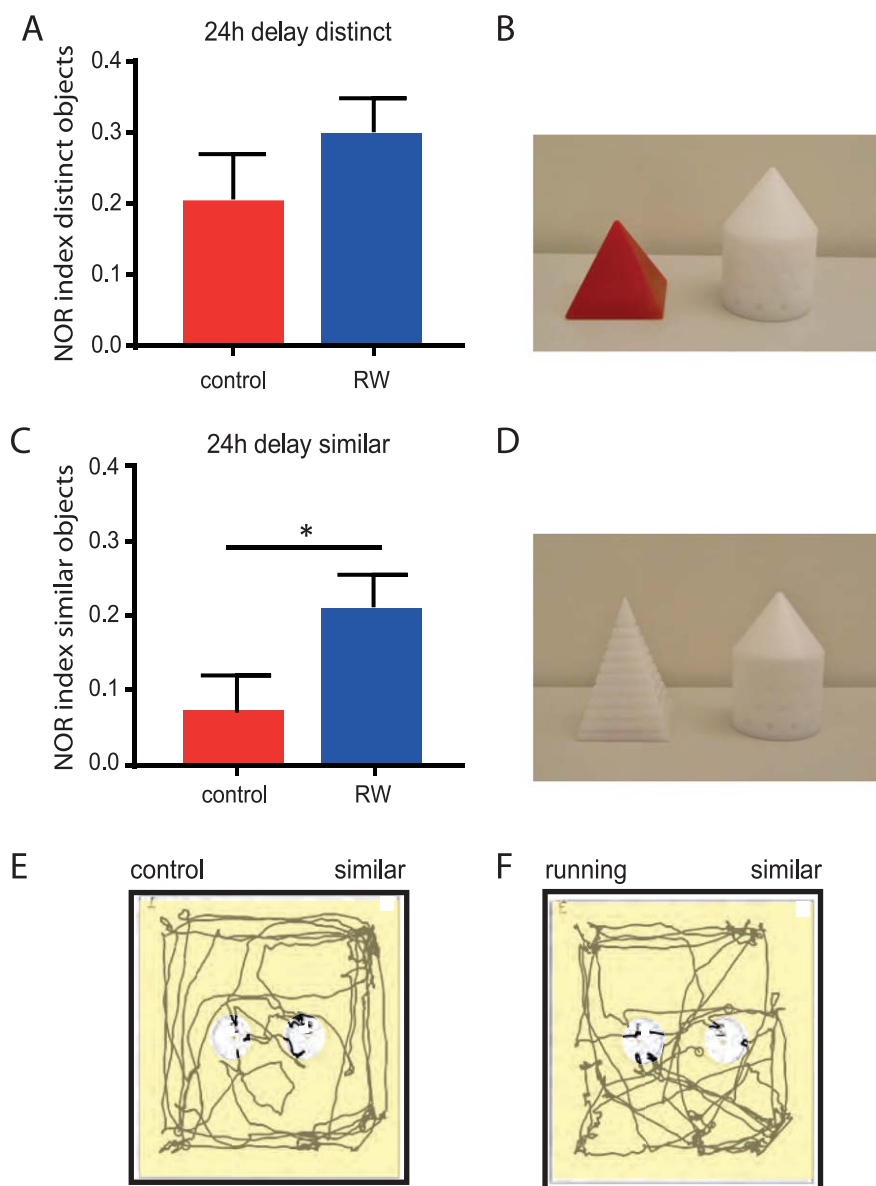 A
24h delay distinct
NOR index distinct objects
0.4
0.3
0.2
0.1
0.0
control
RW
B
C
24h delay similar
NOR index similar objects
0.4
0.3
0.2
0.1
0.0
*
control
RW
D
E
control
similar
I
F
running
similar
E